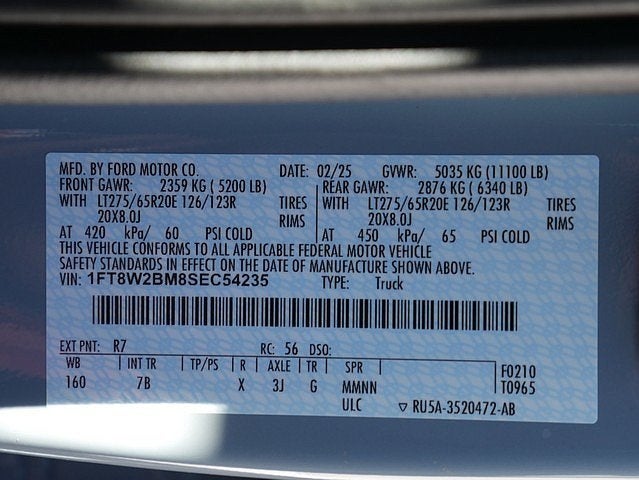 MFD. BY FORD MOTOR CO. DATE: 02/25 GVWR: 5035 KG (11100 LB)
FRONT GAWR: 2359 KG (5200 LB) REAR GAWR: 2876 KG (6340 LB)
WITH LT275/65R20E 126/123R TIRES WITH LT275/65R20E 126/123R TIRES
20X8.0J RIMS 20X8.0J RIMS
AT 420 kPa/ 60 PSI COLD AT 450 kPa/ 65 PSI COLD
THIS VEHICLE CONFORMS TO ALL APPLICABLE FEDERAL MOTOR VEHICLE
SAFETY STANDARDS IN EFFECT ON THE DATE OF MANUFACTURE SHOWN ABOVE.
VIN: 1FT8W2BM8SEC54235 TYPE: Truck
EXT PNT: R7 RC: 56 DSO:
WB INT TR TP/PS R AXLE TR SPR F0210
160 7B X 3J G MMNN T0965
ULC ▽ RU5A-3520472-AB